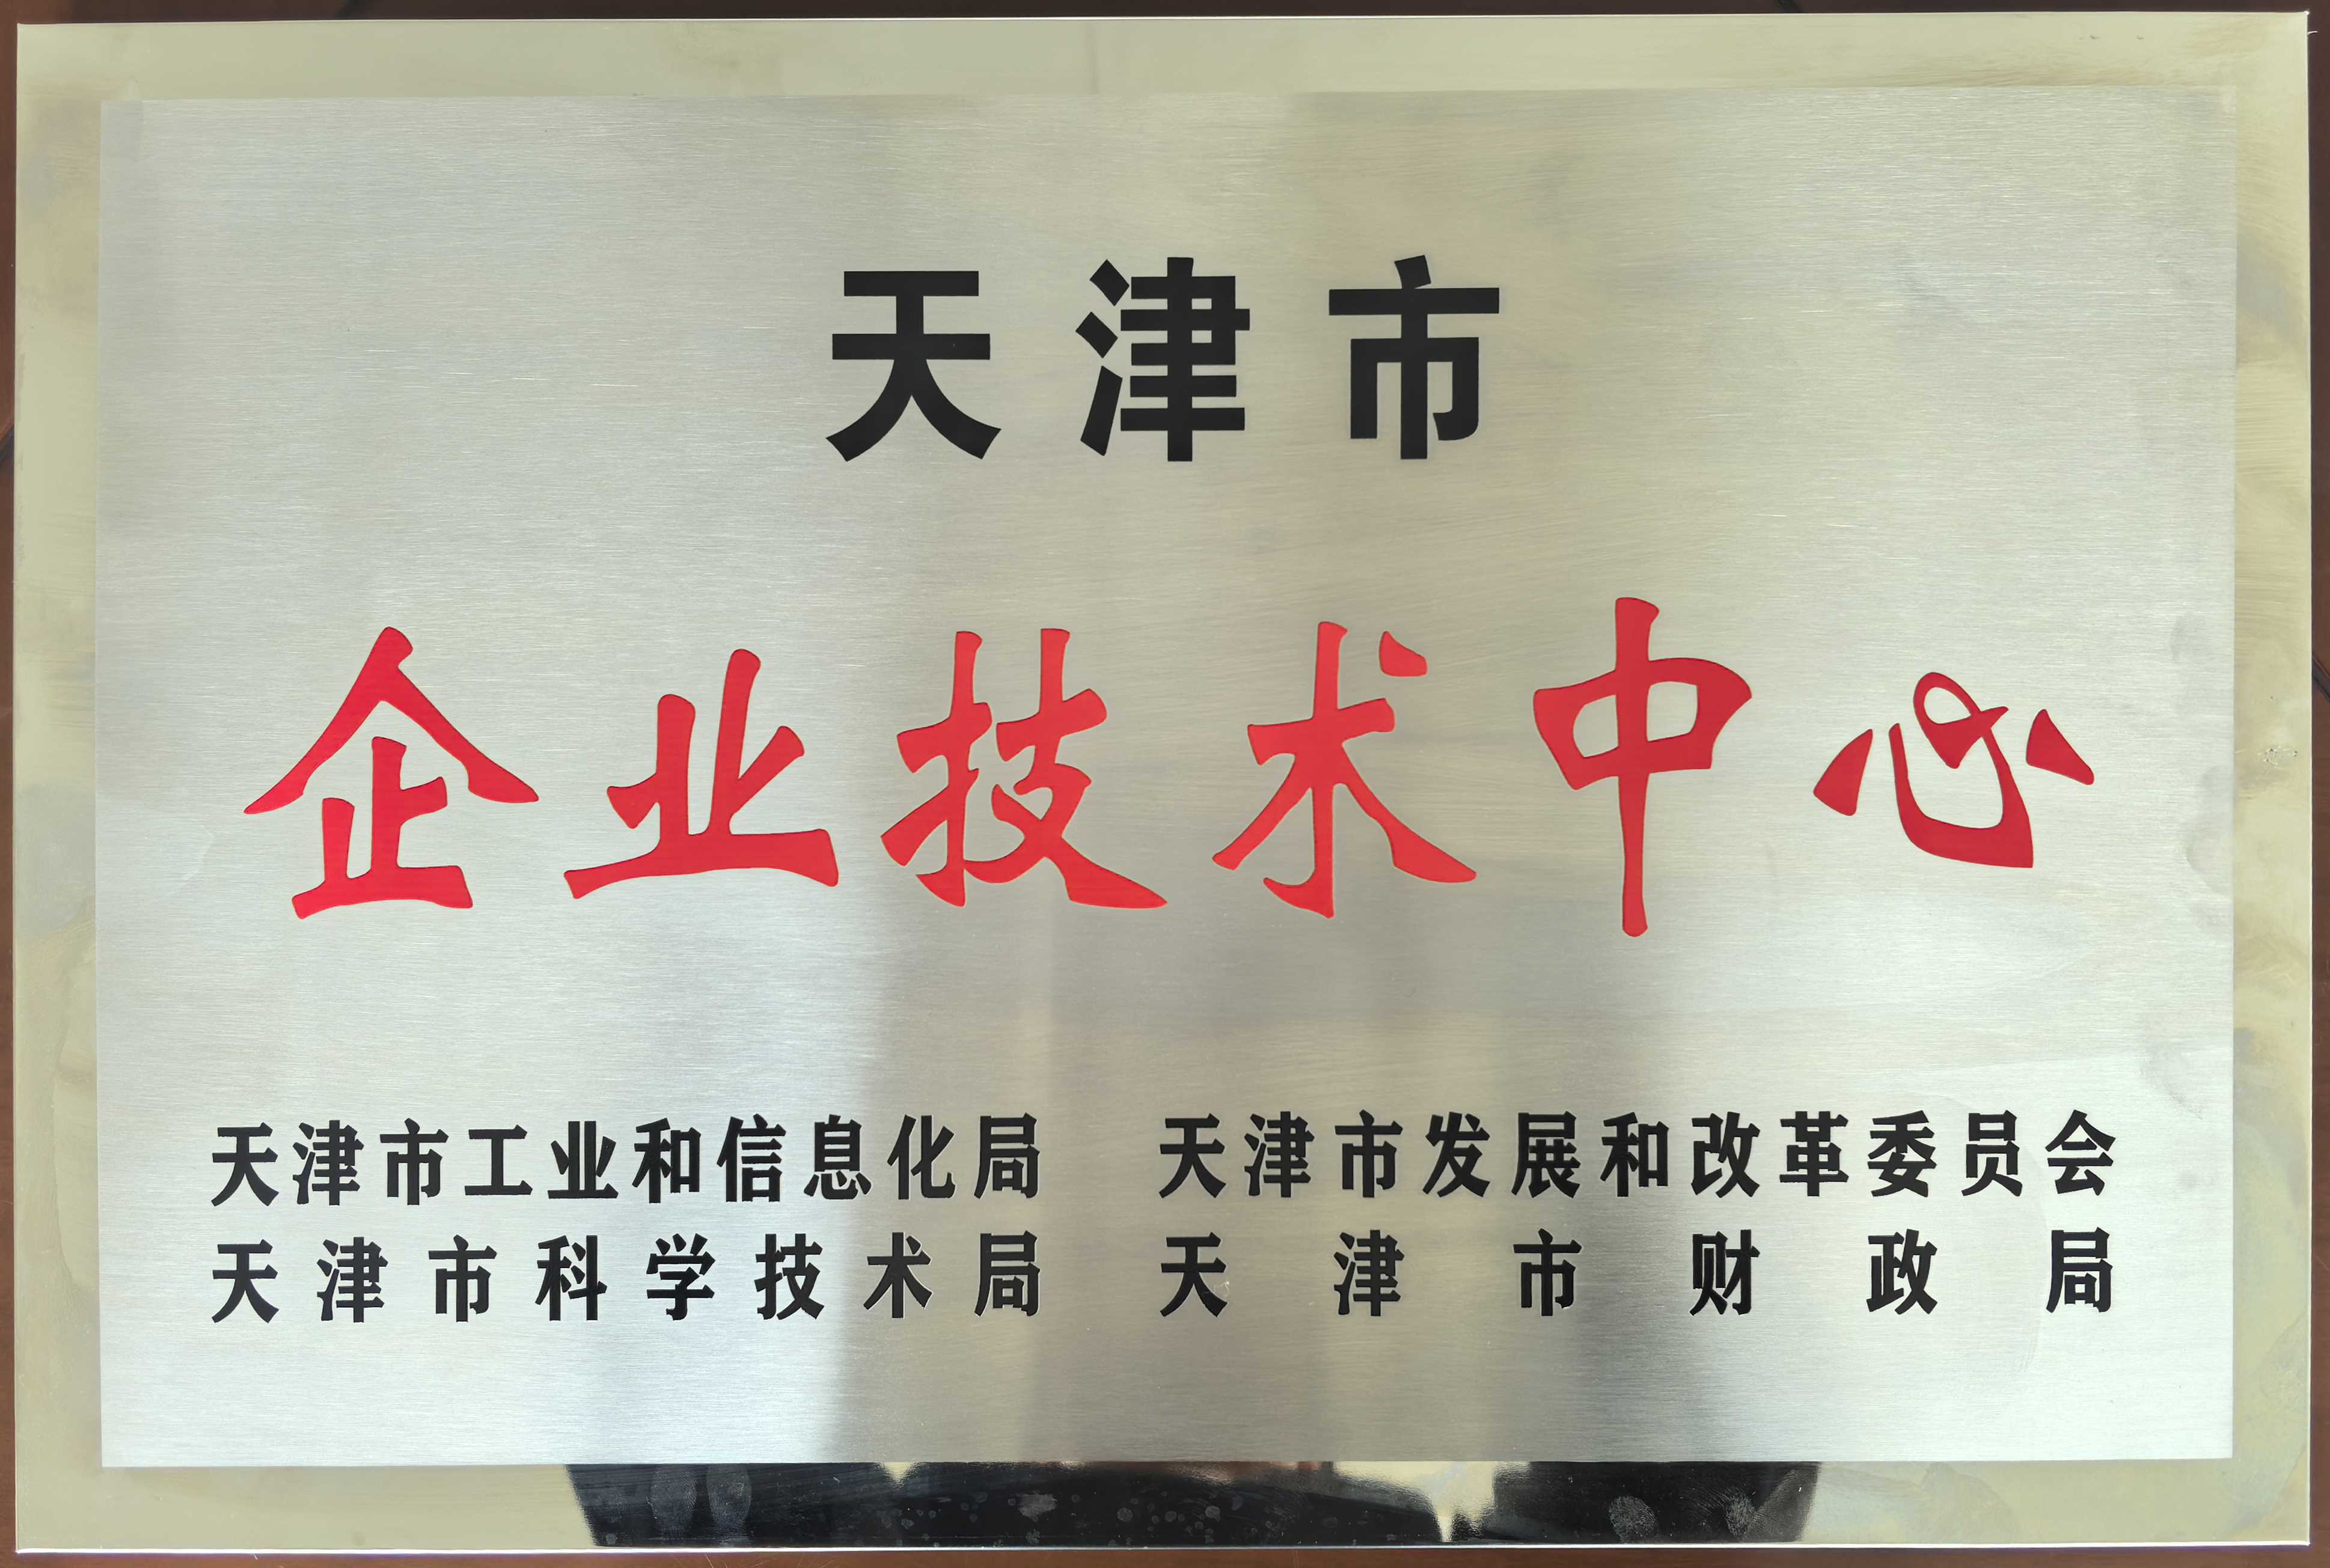 天津市
企业技术中心
天津市工业和信息化局 天津市发展和改革委员会
天津市科学技术局 天津市财政局